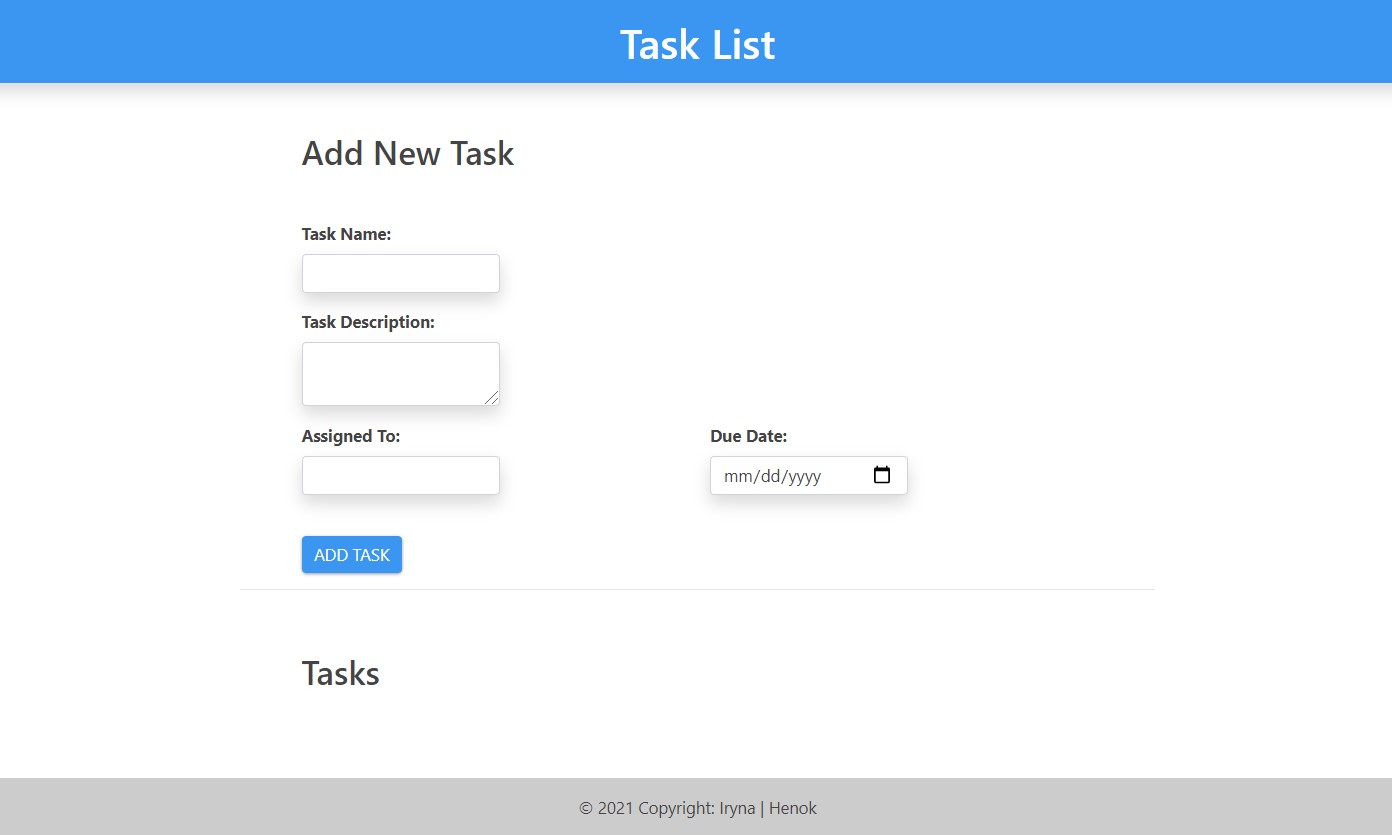 Task List
Add New Task
Task Name:
Task Description:
Assigned To:
Due Date:
mm/dd/yyyy
ADD TASK
Tasks
© 2021 Copyright: Iryna | Henok